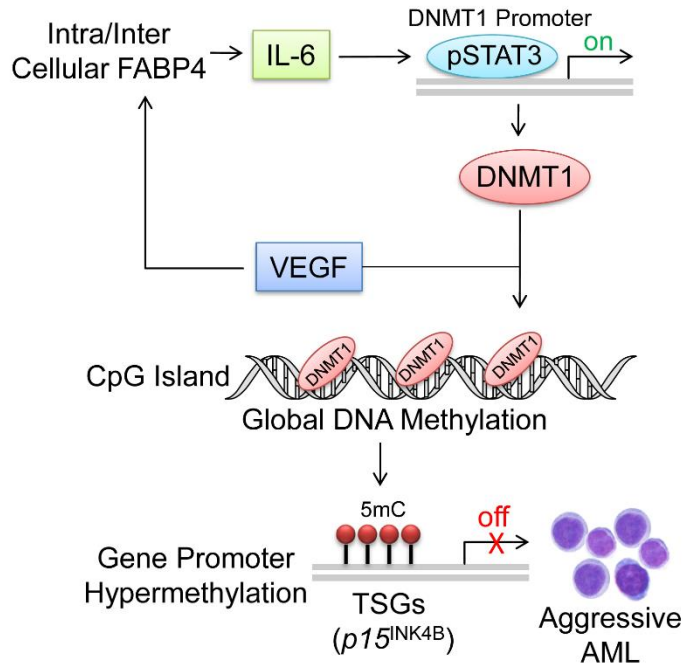 DNMT1 Promoter
Intra/Inter
Cellular FABP4
IL-6
pSTAT3
on
DNMT1
VEGF
CpG Island
DNMT1
DNMT1
DNMT1
Global DNA Methylation
5mC
off
X
Gene Promoter
Hypermethylation
TSGs
(p15INK4B)
Aggressive
AML